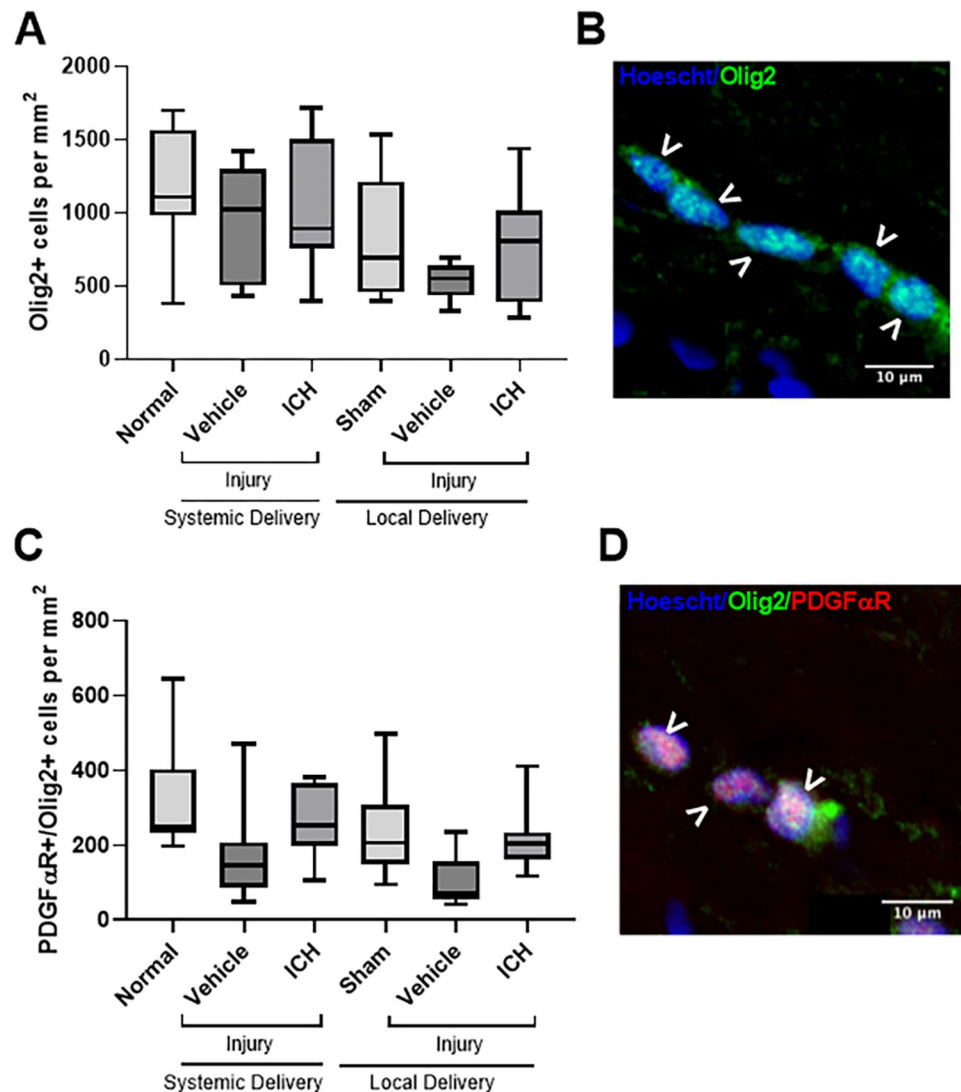 A
Olig2+ cells per mm²
2000
1500
1000
500
0
Normal
Vehicle
ICH
Sham
Vehicle
ICH
Injury
Injury
Systemic Delivery
Local Delivery
B
Hoescht/Olig2
10 µm
C
PDGFαR+/Olig2+ cells per mm²
800
600
400
200
0
Normal
Vehicle
ICH
Sham
Vehicle
ICH
Injury
Injury
Systemic Delivery
Local Delivery
D
Hoescht/Olig2/PDGFαR
10 µm